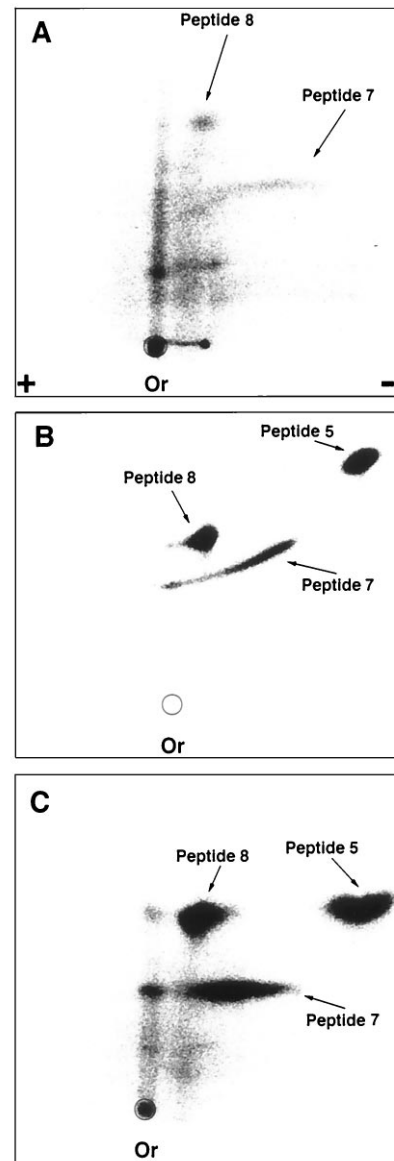 A
Peptide 8
Peptide 7
+ Or -
B
Peptide 5
Peptide 8
Peptide 7
Or
C
Peptide 8 Peptide 5
Peptide 7
Or